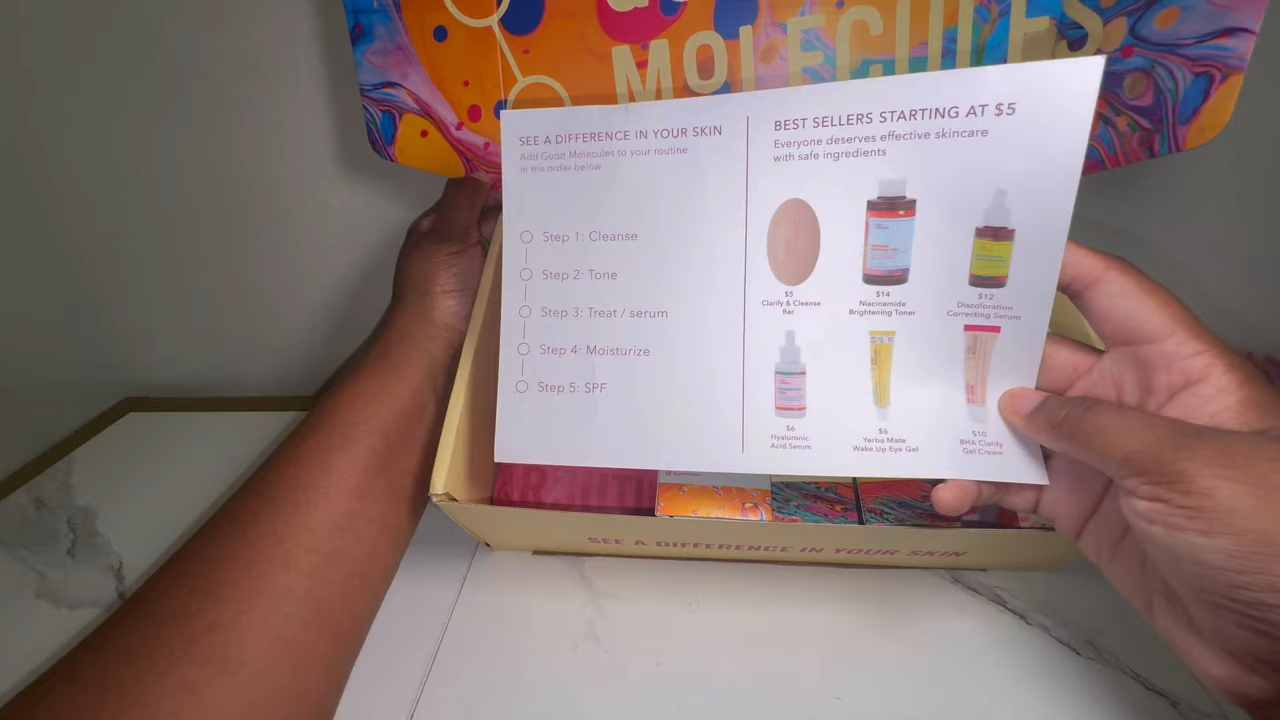 MOLECULES
SEE A DIFFERENCE IN YOUR SKIN
Add Good Molecules to your routine
in the order below
Step 1: Cleanse
Step 2: Tone
Step 3: Treat / serum
Step 4: Moisturize
Step 5: SPF
BEST SELLERS STARTING AT $5
Everyone deserves effective skincare
with safe ingredients
$5
Clarify & Cleanse
Bar
$14
Niacinamide
Brightening Toner
$12
Discoloration
Correcting Serum
$6
Hyaluronic
Acid Serum
$6
Yerba Mate
Wake Up Eye Gel
$10
BHA Clarity
Gel Cream
SEE A DIFFERENCE IN YOUR SKIN